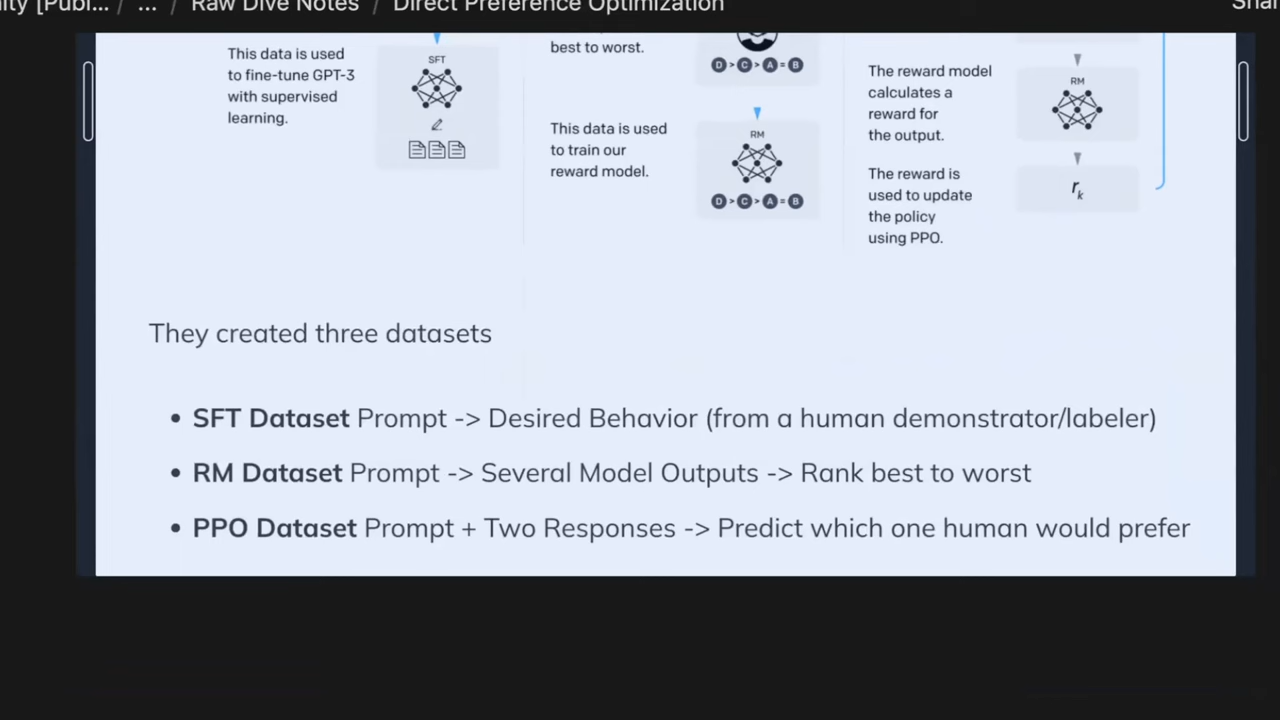 nity [Publ... / ... / Raw Dive Notes / Direct Preference Optimization
Shar
This data is used
to fine-tune GPT-3
with supervised
learning.
SFT
best to worst.
D > C > A = B
This data is used
to train our
reward model.
RM
D > C > A = B
The reward model
calculates a
reward for
the output.
RM
The reward is
used to update
the policy
using PPO.
rk
They created three datasets
• SFT Dataset Prompt -> Desired Behavior (from a human demonstrator/labeler)
• RM Dataset Prompt -> Several Model Outputs -> Rank best to worst
• PPO Dataset Prompt + Two Responses -> Predict which one human would prefer